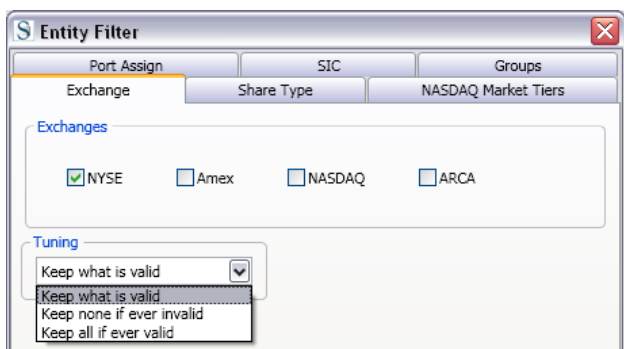 Entity Filter
Port Assign SIC Groups
Exchange Share Type NASDAQ Market Tiers
Exchanges
NYSE Amex NASDAQ ARCA
Tuning
Keep what is valid
Keep what is valid
Keep none if ever invalid
Keep all if ever valid